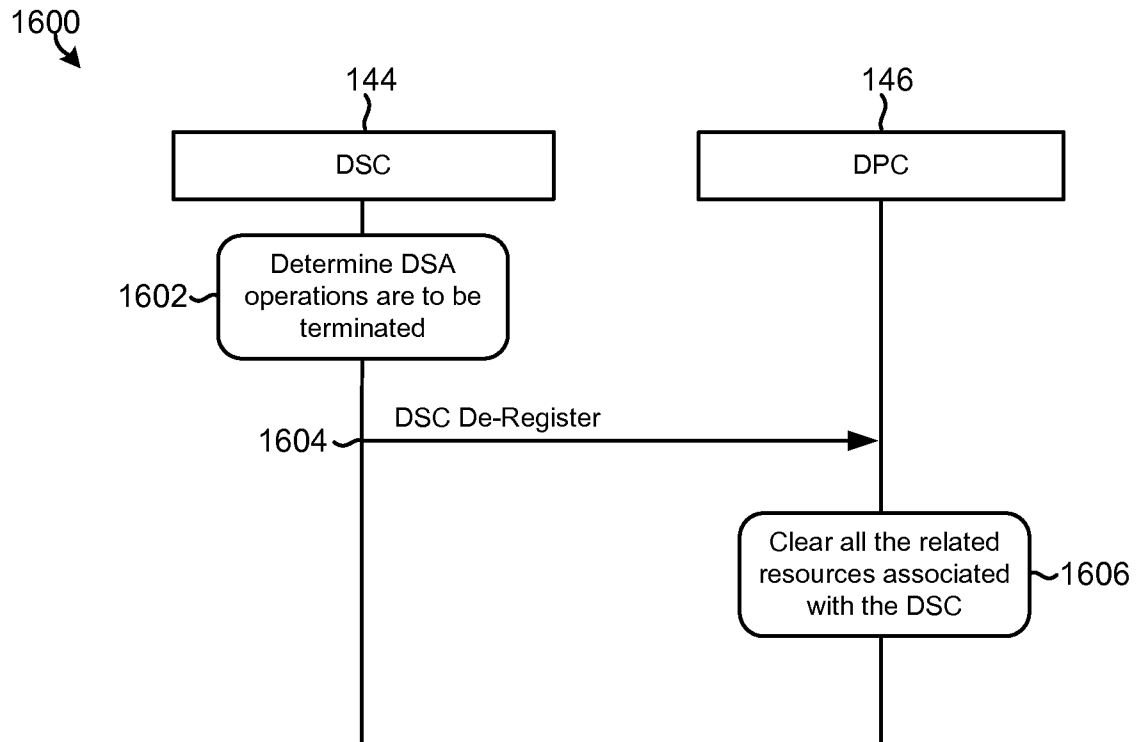 1600
144
146
DSC
DPC
Determine DSA
operations are to be
terminated
1602
DSC De-Register
1604
Clear all the related
resources associated
with the DSC
1606